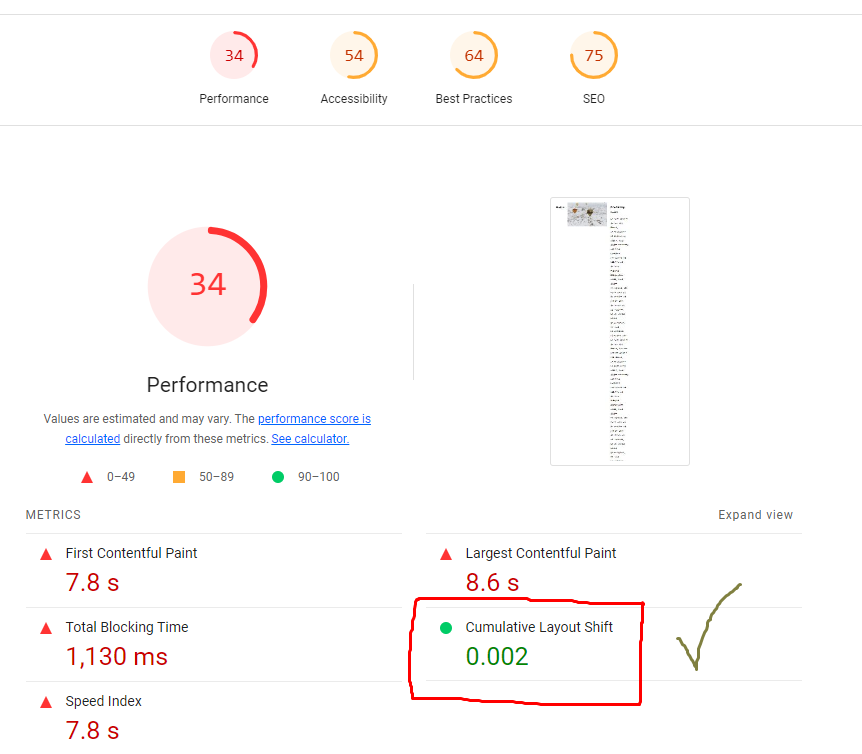 34
54
64
75
Performance
Accessibility
Best Practices
SEO
34
Performance
Values are estimated and may vary. The performance score is
calculated directly from these metrics. See calculator.
0–49
50–89
90–100
METRICS
Expand view
First Contentful Paint
7.8 s
Largest Contentful Paint
8.6 s
Total Blocking Time
1,130 ms
Cumulative Layout Shift
0.002
Speed Index
7.8 s